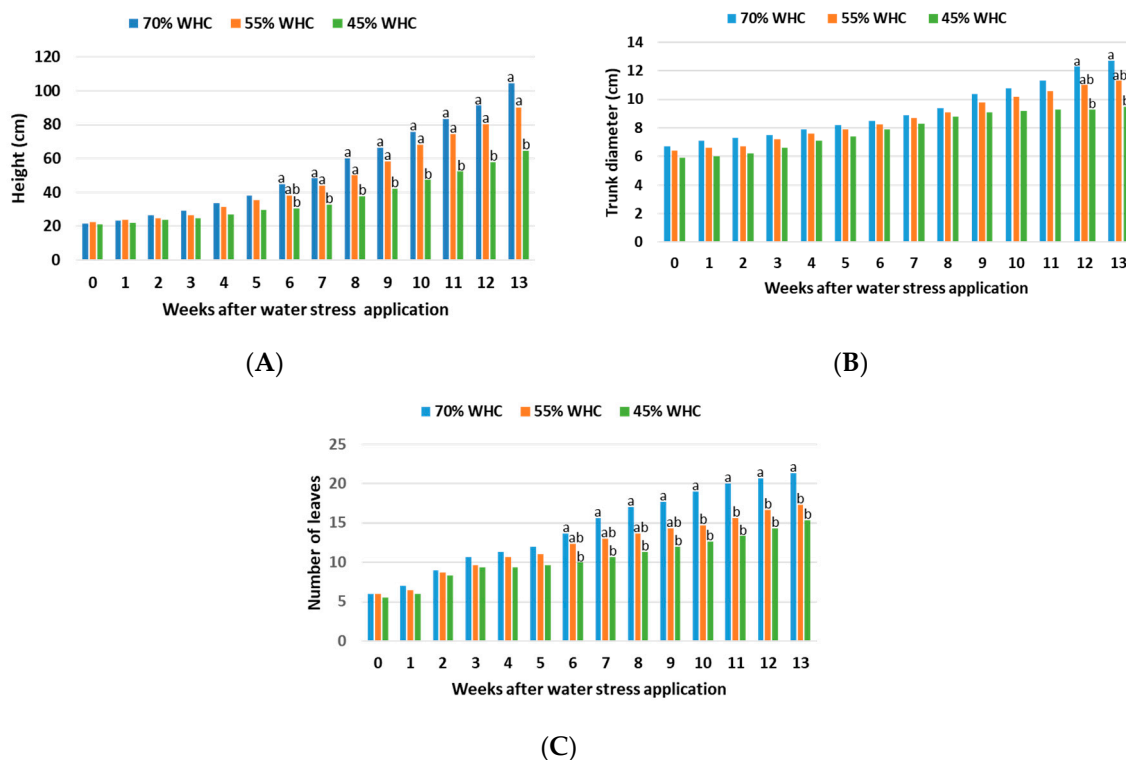 70% WHC 55% WHC 45% WHC
120
100
80
60
40
20
0
Height (cm)
a a b
a a b
a a b
a a b
a a b
a a b
a a b
a ab b
0 1 2 3 4 5 6 7 8 9 10 11 12 13
Weeks after water stress application
(A)
70% WHC 55% WHC 45% WHC
14
12
10
8
6
4
2
0
Trunk diameter (cm)
a ab b
a ab b
0 1 2 3 4 5 6 7 8 9 10 11 12 13
Weeks after water stress application
(B)
70% WHC 55% WHC 45% WHC
25
20
15
10
5
0
Number of leaves
a ab b
a ab b
a ab b
a ab b
a b b
a b b
a b b
a b b
0 1 2 3 4 5 6 7 8 9 10 11 12 13
Weeks after water stress application
(C)